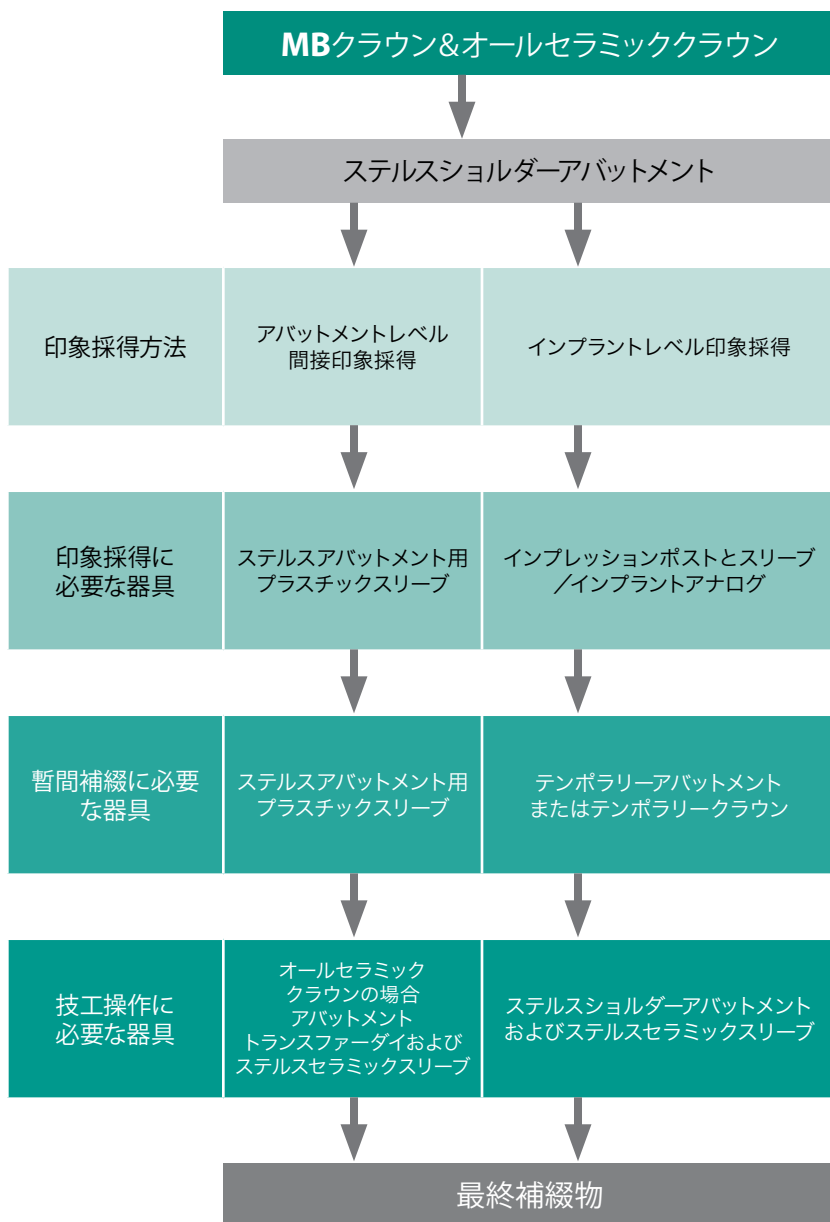 MBクラウン&オールセラミッククラウン
ステルスショルダーアバットメント
印象採得方法
アバットメントレベル
間接印象採得
インプラントレベル印象採得
印象採得に
必要な器具
ステルスアバットメント用
プラスチックスリーブ
インプレッションポストとスリーブ
／インプラントアナログ
暫間補綴に必要
な器具
ステルスアバットメント用
プラスチックスリーブ
テンポラリーアバットメント
またはテンポラリークラウン
技工操作に
必要な器具
オールセラミック
クラウンの場合
アバットメント
トランスファーダイおよび
ステルスセラミックスリーブ
ステルスショルダーアバットメント
およびステルスセラミックスリーブ
最終補綴物